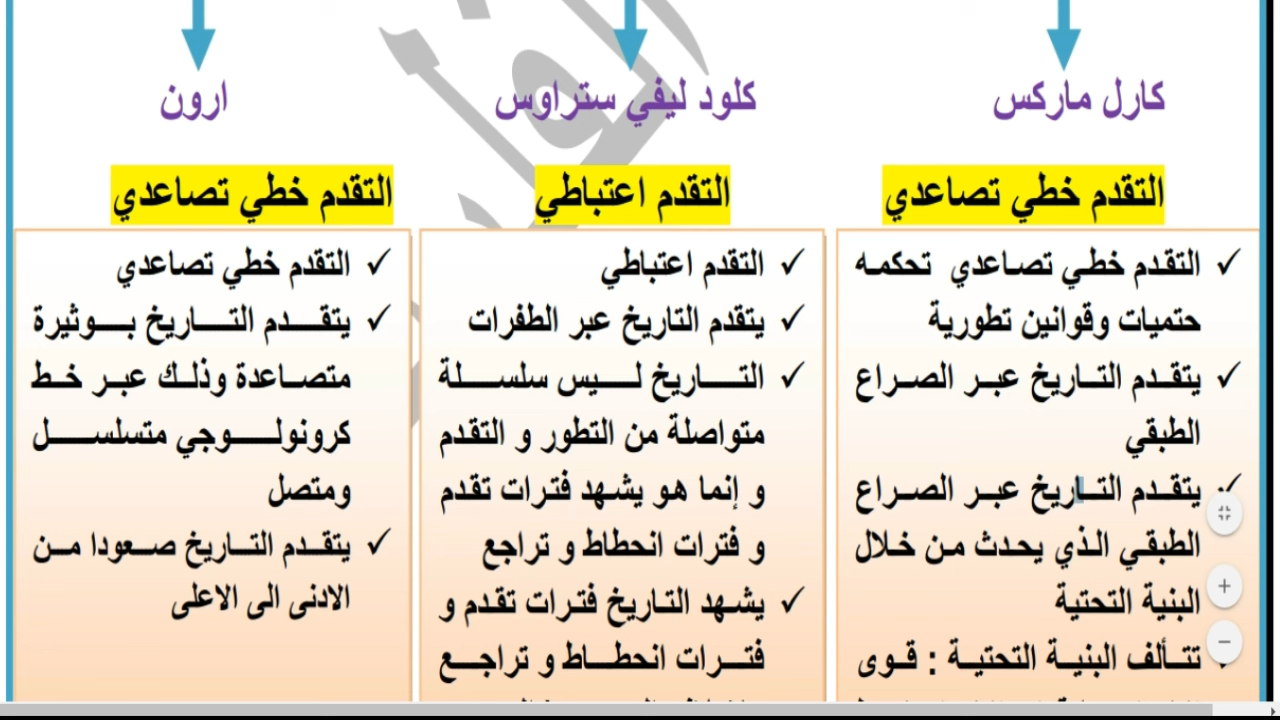 كارل ماركس
التقدم خطي تصاعدي
✓ التقدم خطي تصاعدي تحكمه
حتميات وقوانين تطورية
✓ يتقدم التاريخ عبر الصراع
الطبقي
✓ يتقدم التاريخ عبر الصراع
الطبقي الذي يحدث من خلال
البنية التحتية
✓ تتألف البنية التحتية : قوى
كلود ليفي ستراوس
التقدم اعتباطي
✓ التقدم اعتباطي
✓ يتقدم التاريخ عبر الطفرات
✓ التاريخ ليس سلسلة
متواصلة من التطور و التقدم
و إنما هو يشهد فترات تقدم
و فترات انحطاط و تراجع
✓ يشهد التاريخ فترات تقدم و
فترات انحطاط و تراجع
ارون
التقدم خطي تصاعدي
✓ التقدم خطي تصاعدي
✓ يتقدم التاريخ بوثيرة
متصاعدة وذلك عبر خط
كرونولوجي متسلسل
ومتصل
✓ يتقدم التاريخ صعودا من
الادنى الى الاعلى